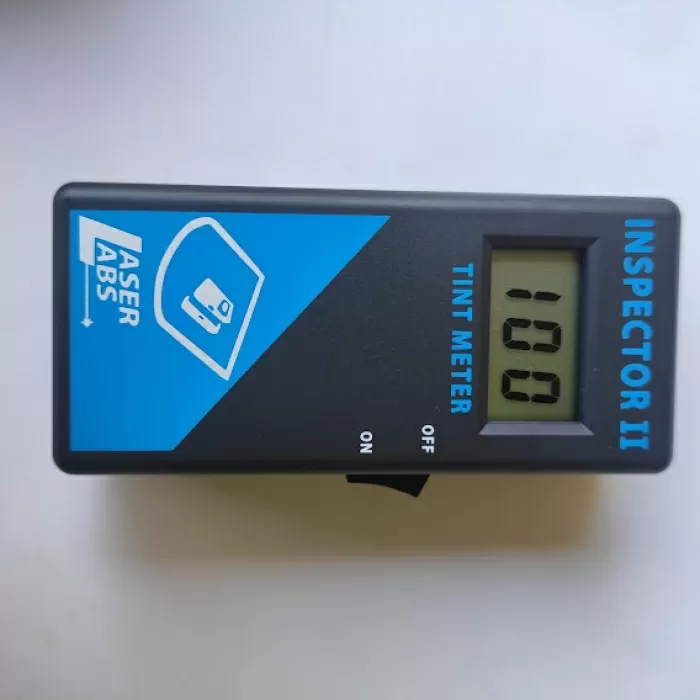 INSPECTOR II
100
TINT METER
OFF
ON
LASER
LABS